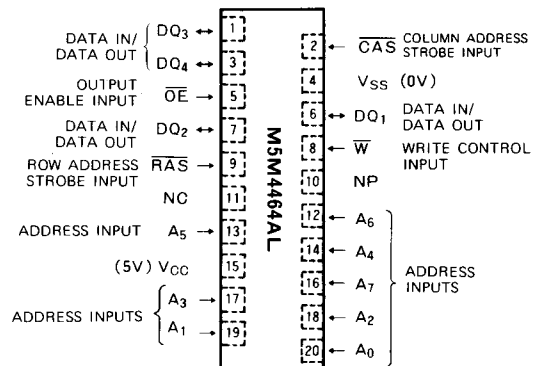 DATA IN/
DATA OUT
DQ3 ↔ 1
DQ4 ↔ 3
OUTPUT
ENABLE INPUT
OE → 5
DATA IN/
DATA OUT
DQ2 ↔ 7
ROW ADDRESS
STROBE INPUT
RAS → 9
NC 11
ADDRESS INPUT A5 → 13
(5V) VCC 15
ADDRESS INPUTS
A3 → 17
A1 → 19
M5M4464AL
2 ← CAS COLUMN ADDRESS
STROBE INPUT
4 VSS (0V)
6 ↔ DQ1 DATA IN/
DATA OUT
8 ← W WRITE CONTROL
INPUT
10 NP
12 ← A6
14 ← A4
16 ← A7
18 ← A2
20 ← A0
ADDRESS
INPUTS